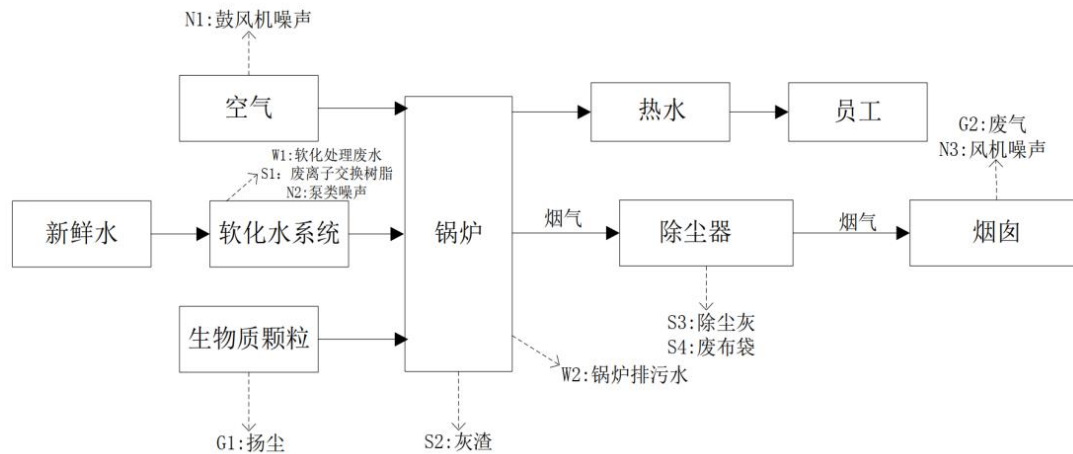 N1:鼓风机噪声
空气
热水
员工
G2:废气
N3:风机噪声
W1:软化处理废水
S1：废离子交换树脂
N2:泵类噪声
新鲜水
软化水系统
锅炉
烟气
除尘器
烟气
烟囱
生物质颗粒
S3:除尘灰
S4:废布袋
W2:锅炉排污水
G1:扬尘
S2:灰渣